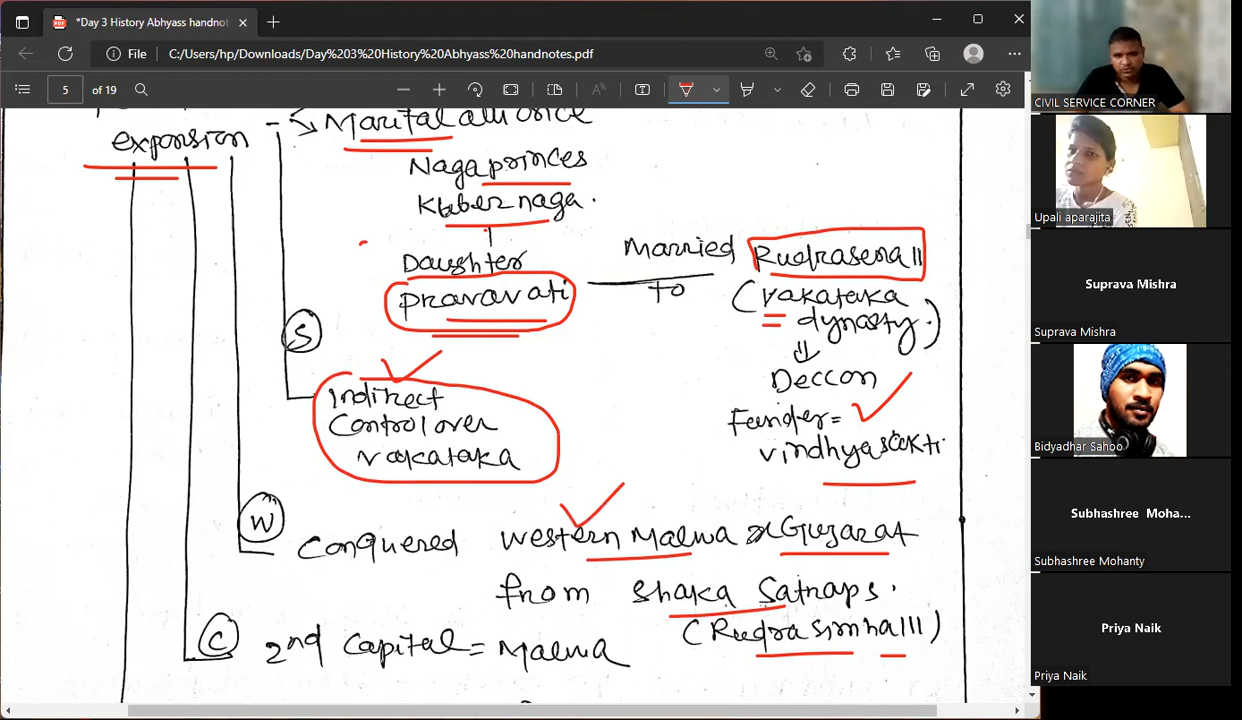 *Day 3 History Abhyass handnot
File
C:/Users/hp/Downloads/Day%203%20History%20Abhyass%20handnotes.pdf
5 of 19
expansion → Marital alliance
Naga princes
Kuber naga.
Daughter
Pravavati
Married to
Rudrasena II
(Vakataka
dynasty.)
⇓
Deccan
Founder =
Vindhyasakti
S
Indirect
Control over
Vakataka
W
Conquered Western Malwa & Gujarat
from Shaka Satraps.
(Rudrasimha III)
C
2nd Capital = Malwa
CIVIL SERVICE CORNER
Upali aparajita
Suprava Mishra
Suprava Mishra
Bidyadhar Sahoo
Subhashree Moha...
Subhashree Mohanty
Priya Naik
Priya Naik